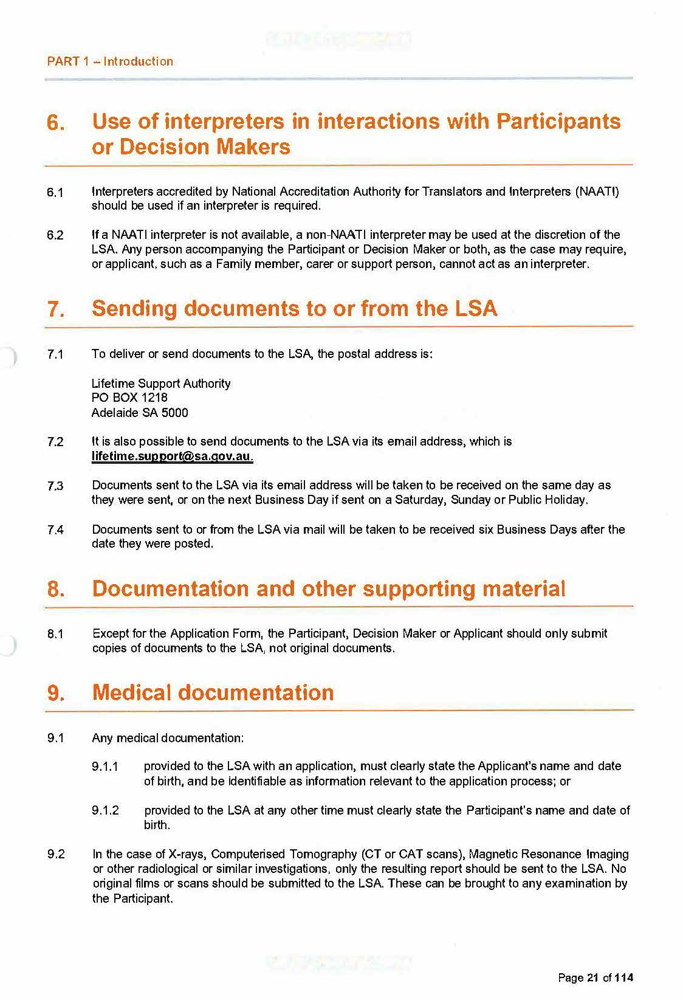 PART 1 – Introduction
6. Use of interpreters in interactions with Participants
or Decision Makers
6.1 Interpreters accredited by National Accreditation Authority for Translators and Interpreters (NAATI)
should be used if an interpreter is required.
6.2 If a NAATI interpreter is not available, a non-NAATI interpreter may be used at the discretion of the
LSA. Any person accompanying the Participant or Decision Maker or both, as the case may require,
or applicant, such as a Family member, carer or support person, cannot act as an interpreter.
7. Sending documents to or from the LSA
7.1 To deliver or send documents to the LSA, the postal address is:
Lifetime Support Authority
PO BOX 1218
Adelaide SA 5000
7.2 It is also possible to send documents to the LSA via its email address, which is
lifetime.support@sa.gov.au.
7.3 Documents sent to the LSA via its email address will be taken to be received on the same day as
they were sent, or on the next Business Day if sent on a Saturday, Sunday or Public Holiday.
7.4 Documents sent to or from the LSA via mail will be taken to be received six Business Days after the
date they were posted.
8. Documentation and other supporting material
8.1 Except for the Application Form, the Participant, Decision Maker or Applicant should only submit
copies of documents to the LSA, not original documents.
9. Medical documentation
9.1 Any medical documentation:
9.1.1 provided to the LSA with an application, must clearly state the Applicant's name and date
of birth, and be identifiable as information relevant to the application process; or
9.1.2 provided to the LSA at any other time must clearly state the Participant's name and date of
birth.
9.2 In the case of X-rays, Computerised Tomography (CT or CAT scans), Magnetic Resonance Imaging
or other radiological or similar investigations, only the resulting report should be sent to the LSA. No
original films or scans should be submitted to the LSA. These can be brought to any examination by
the Participant.
Page 21 of 114